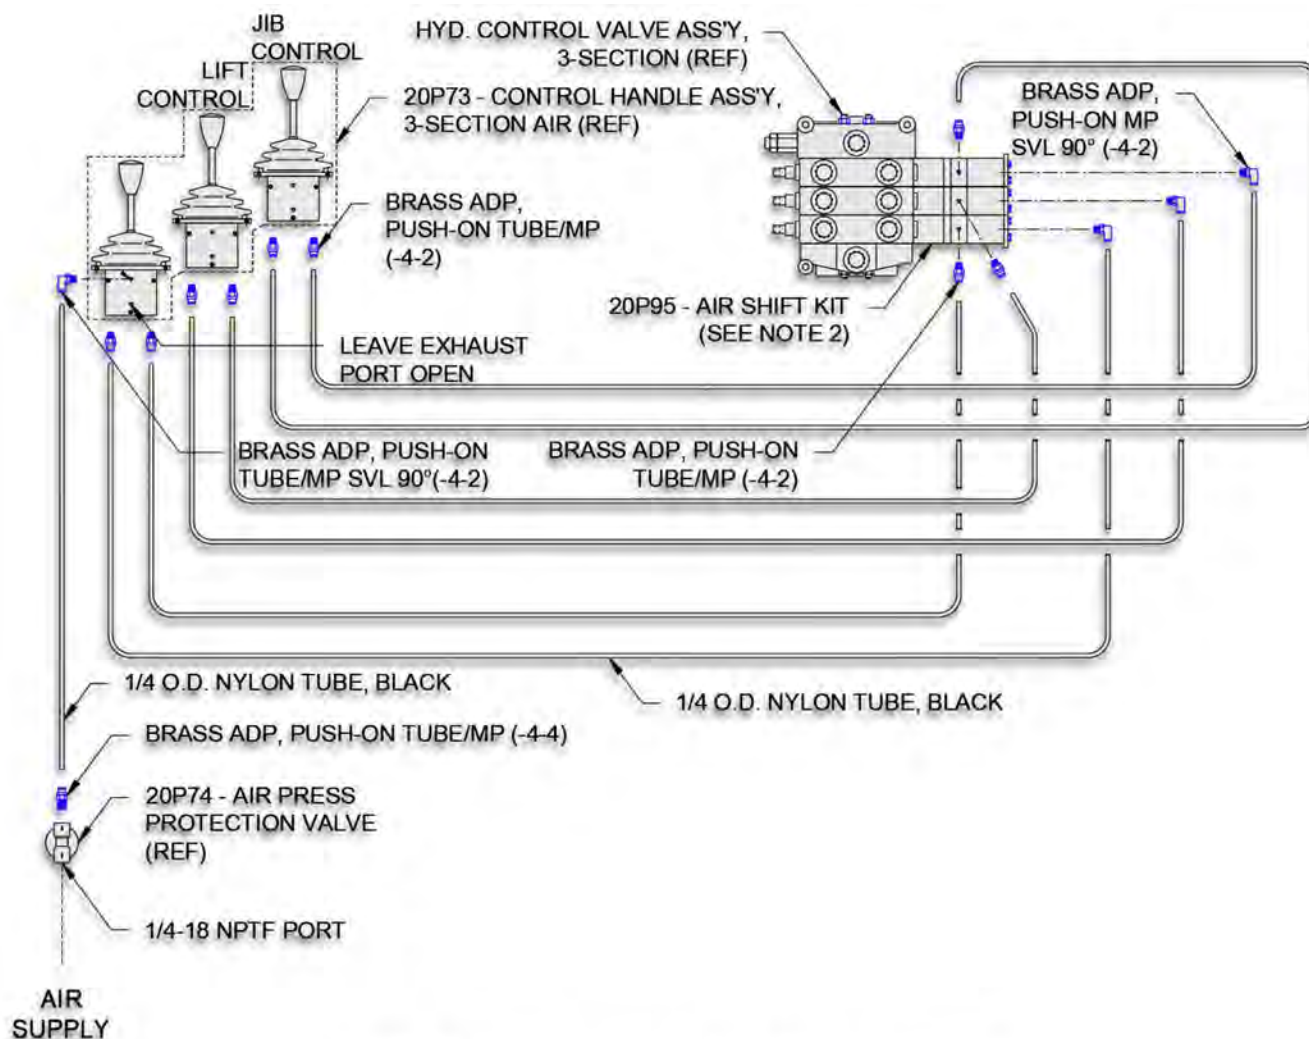 JIB
CONTROL
LIFT
CONTROL
HYD. CONTROL VALVE ASS'Y,
3-SECTION (REF)
20P73 - CONTROL HANDLE ASS'Y,
3-SECTION AIR (REF)
BRASS ADP,
PUSH-ON MP
SVL 90° (-4-2)
BRASS ADP,
PUSH-ON TUBE/MP
(-4-2)
20P95 - AIR SHIFT KIT
(SEE NOTE 2)
LEAVE EXHAUST
PORT OPEN
BRASS ADP, PUSH-ON
TUBE/MP SVL 90°(-4-2)
BRASS ADP, PUSH-ON
TUBE/MP (-4-2)
1/4 O.D. NYLON TUBE, BLACK
1/4 O.D. NYLON TUBE, BLACK
BRASS ADP, PUSH-ON TUBE/MP (-4-4)
20P74 - AIR PRESS
PROTECTION VALVE
(REF)
1/4-18 NPTF PORT
AIR
SUPPLY